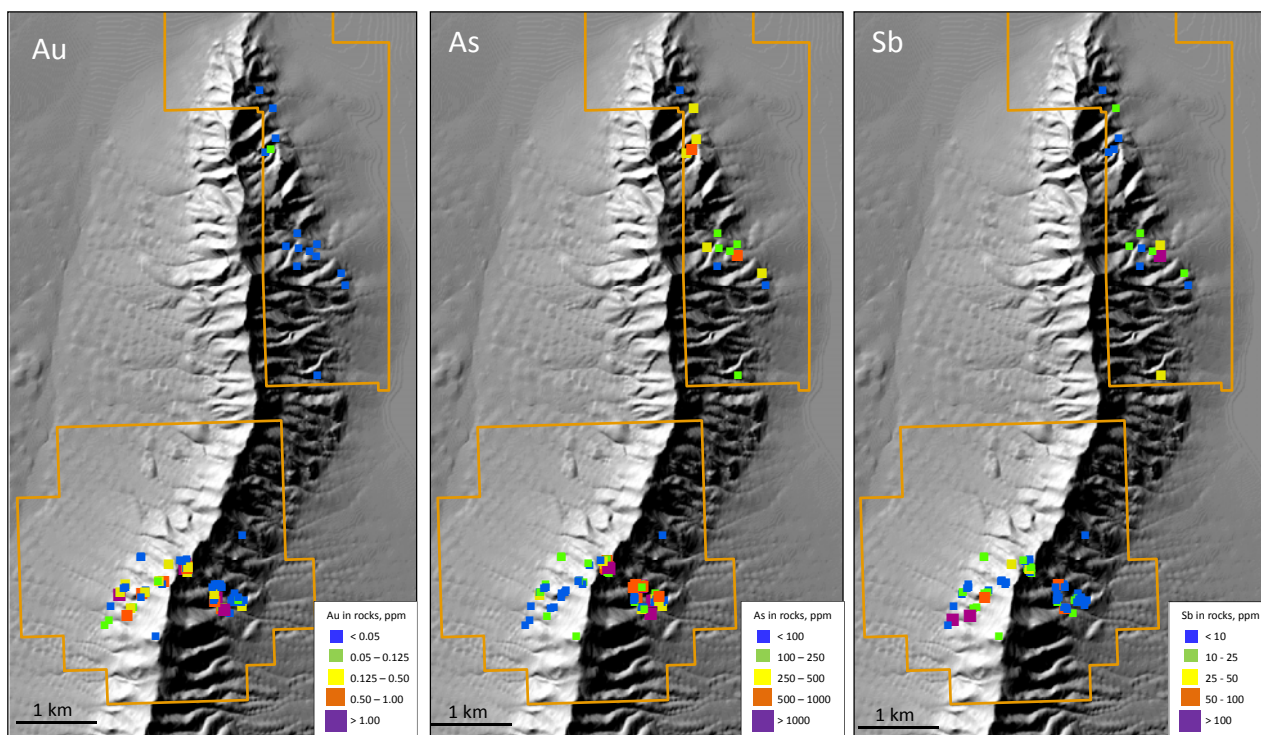 Au
As
Sb
Au in rocks, ppm
< 0.05
0.05 – 0.125
0.125 – 0.50
0.50 – 1.00
> 1.00
1 km
As in rocks, ppm
< 100
100 – 250
250 – 500
500 – 1000
> 1000
1 km
Sb in rocks, ppm
< 10
10 - 25
25 - 50
50 - 100
> 100
1 km